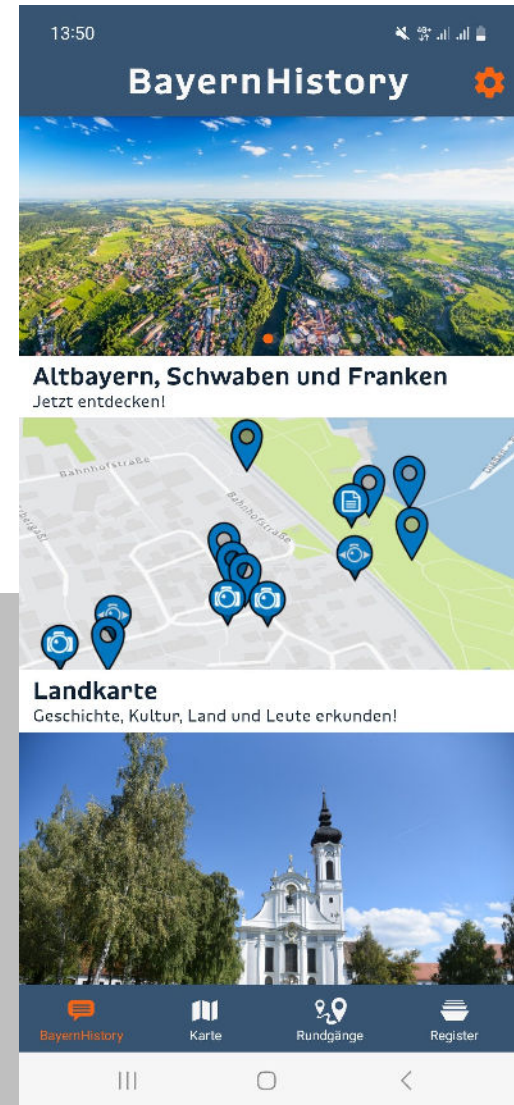 13:50
BayernHistory
Altbayern, Schwaben und Franken
Jetzt entdecken!
Bahnhofstraße
Bahnhofstraße
Landkarte
Geschichte, Kultur, Land und Leute erkunden!
BayernHistory
Karte
Rundgänge
Register